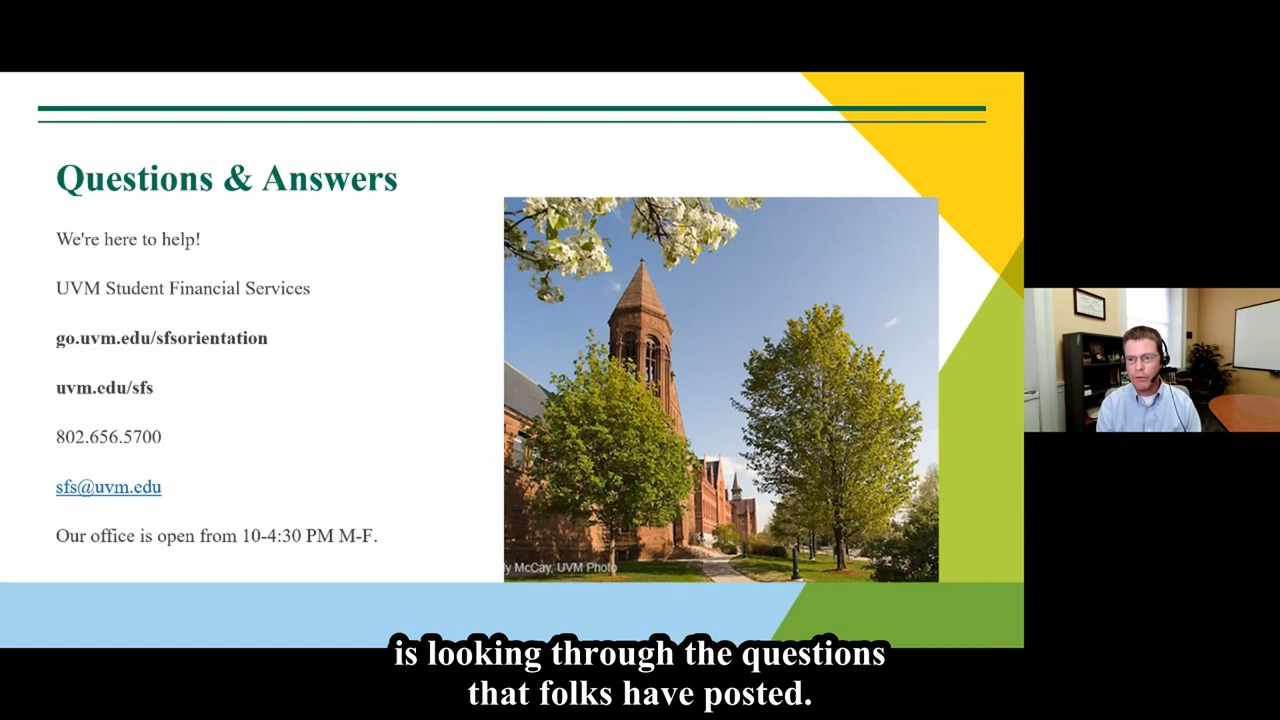 Questions & Answers
We're here to help!
UVM Student Financial Services
go.uvm.edu/sfsorientation
uvm.edu/sfs
802.656.5700
sfs@uvm.edu
Our office is open from 10-4:30 PM M-F.
y McCay, UVM Photo
is looking through the questions
that folks have posted.